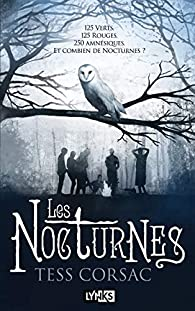 125 VERTS.
125 ROUGES.
250 AMNÉSIQUES.
ET COMBIEN DE NOCTURNES ?
LES
NOCTURNES
TESS CORSAC
LYNKS